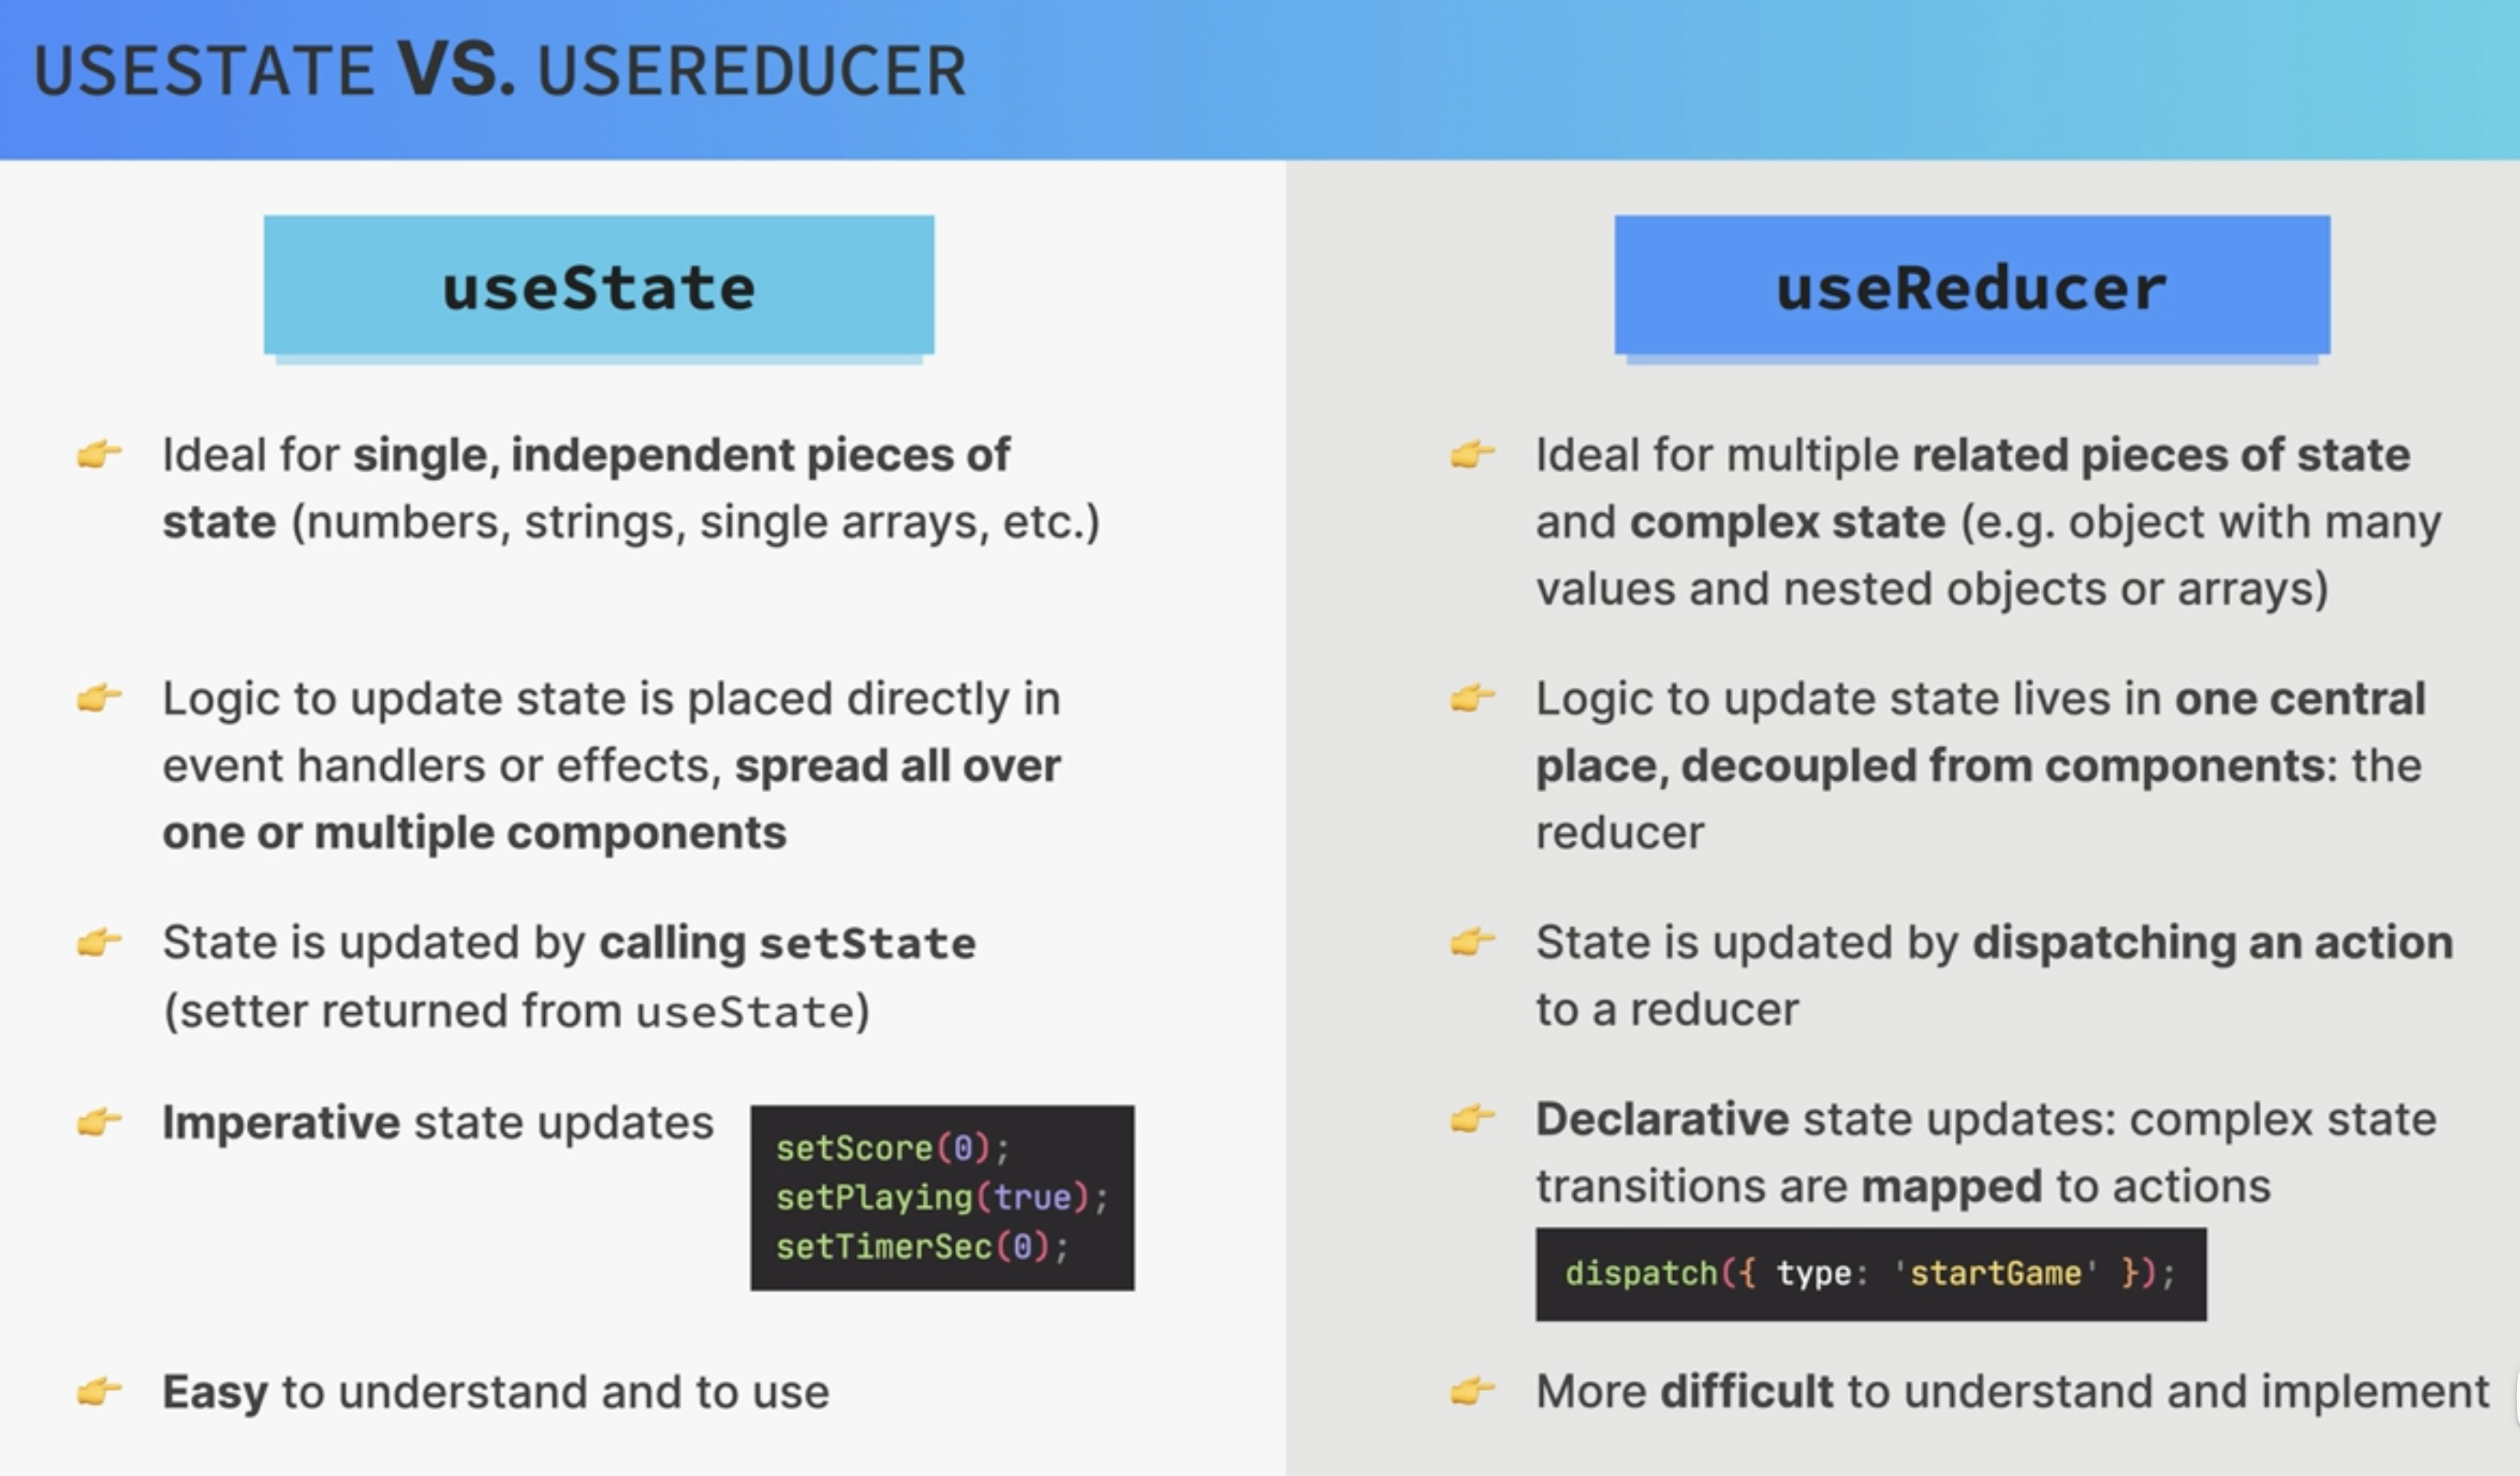 USESTATE VS. USEREDUCER
useState
Ideal for single, independent pieces of
state (numbers, strings, single arrays, etc.)
Logic to update state is placed directly in
event handlers or effects, spread all over
one or multiple components
State is updated by calling setState
(setter returned from useState)
Imperative state updates
setScore(0);
setPlaying(true);
setTimerSec(0);
Easy to understand and to use
useReducer
Ideal for multiple related pieces of state
and complex state (e.g. object with many
values and nested objects or arrays)
Logic to update state lives in one central
place, decoupled from components: the
reducer
State is updated by dispatching an action
to a reducer
Declarative state updates: complex state
transitions are mapped to actions
dispatch({ type: 'startGame' });
More difficult to understand and implement